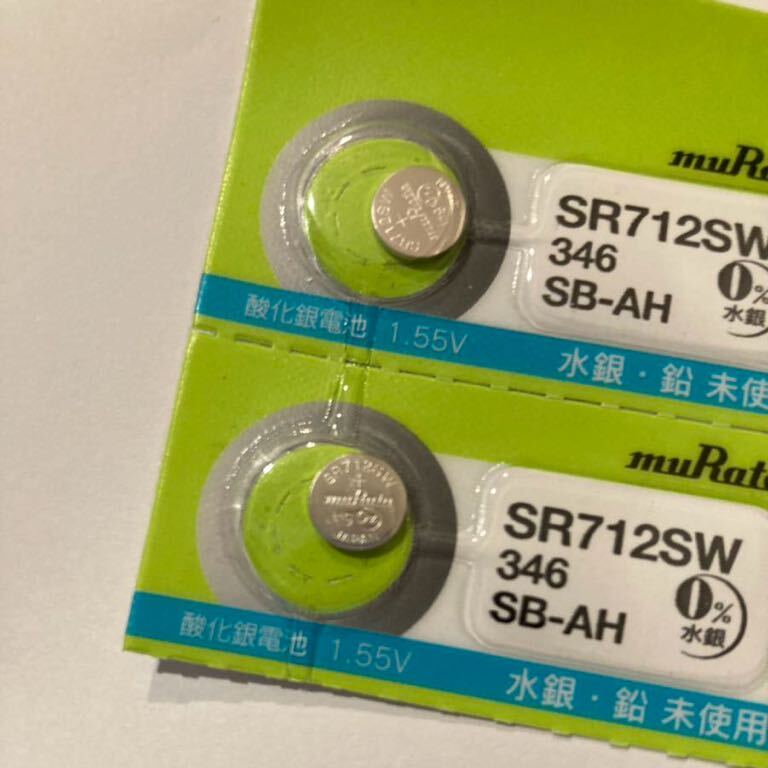 muRata
SR712SW
346
SB-AH
0%
水銀
酸化銀電池 1.55V
水銀・鉛 未使
SR712SW
muRata
SR712SW
346
SB-AH
0%
水銀
酸化銀電池 1.55V
水銀・鉛 未使用
SR712SW
+
muRata
JAPAN